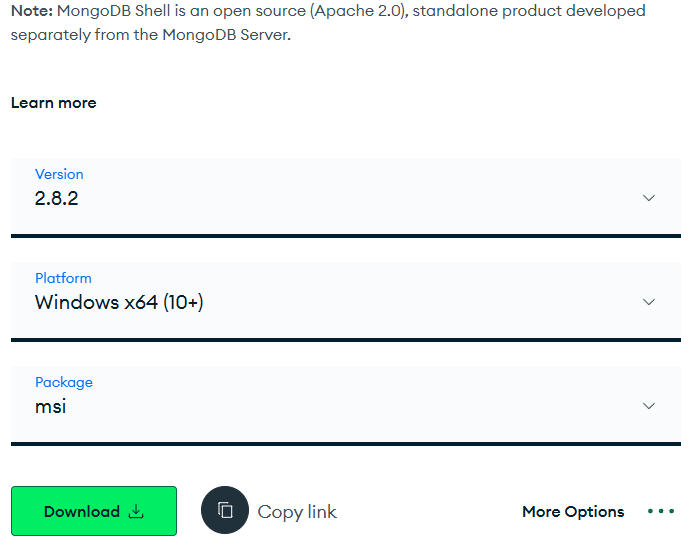 Note: MongoDB Shell is an open source (Apache 2.0), standalone product developed
separately from the MongoDB Server.
Learn more
Version
2.8.2
Platform
Windows x64 (10+)
Package
msi
Download
Copy link
More Options